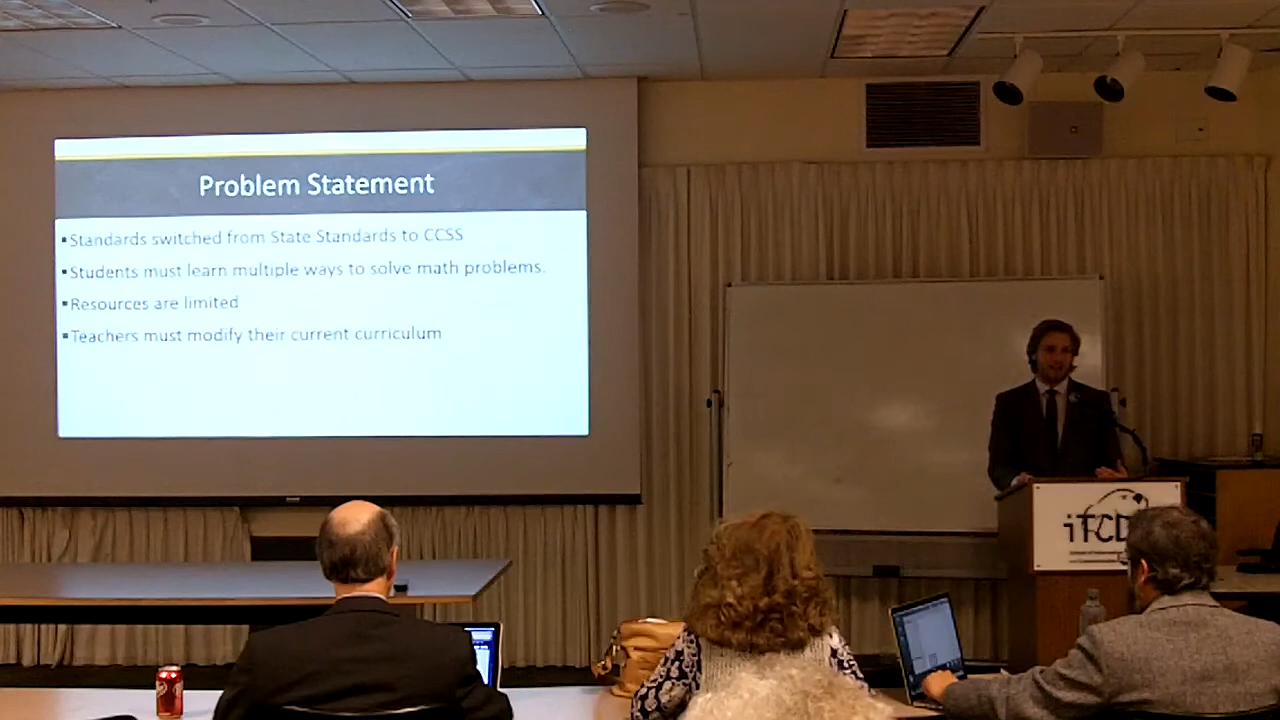 Problem Statement
▪Standards switched from State Standards to CCSS
▪Students must learn multiple ways to solve math problems.
▪Resources are limited
▪Teachers must modify their current curriculum
iTCD